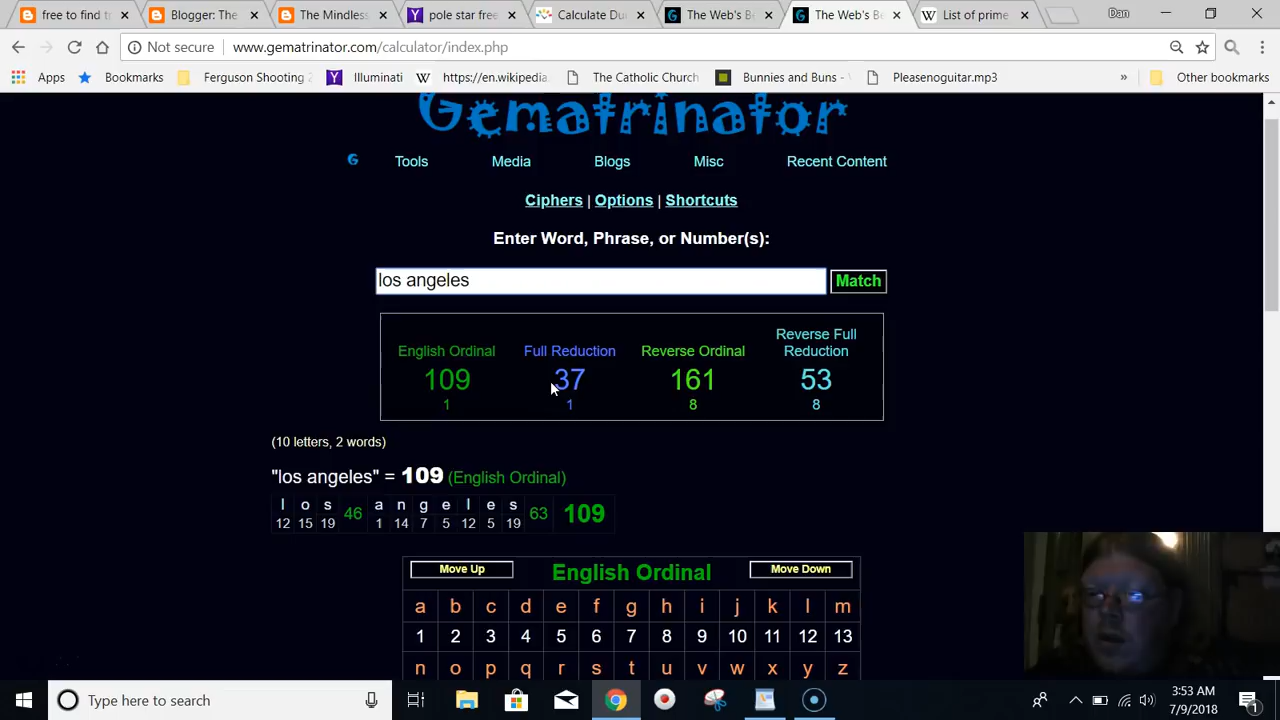 free to find tr
Blogger: The
The Mindless
pole star free
Calculate Du
The Web's Be
The Web's Be
List of prime
Dan
Not secure
www.gematrinator.com/calculator/index.php
Apps
Bookmarks
Ferguson Shooting
Illuminati
https://en.wikipedia.
The Catholic Church
Bunnies and Buns -
Pleasenoguitar.mp3
»
Other bookmarks
Gematrinator
G Tools Media Blogs Misc Recent Content
Ciphers | Options | Shortcuts
Enter Word, Phrase, or Number(s):
los angeles Match
English Ordinal Full Reduction Reverse Ordinal Reverse Full Reduction
109 37 161 53
1 1 8 8
(10 letters, 2 words)
"los angeles" = 109 (English Ordinal)
l o s 46 a n g e l e s 63 109
12 15 19 1 14 7 5 12 5 19
Move Up English Ordinal Move Down
a b c d e f g h i j k l m
1 2 3 4 5 6 7 8 9 10 11 12 13
n o p q r s t u v w x y z
Type here to search
3:53 AM
7/9/2018
1